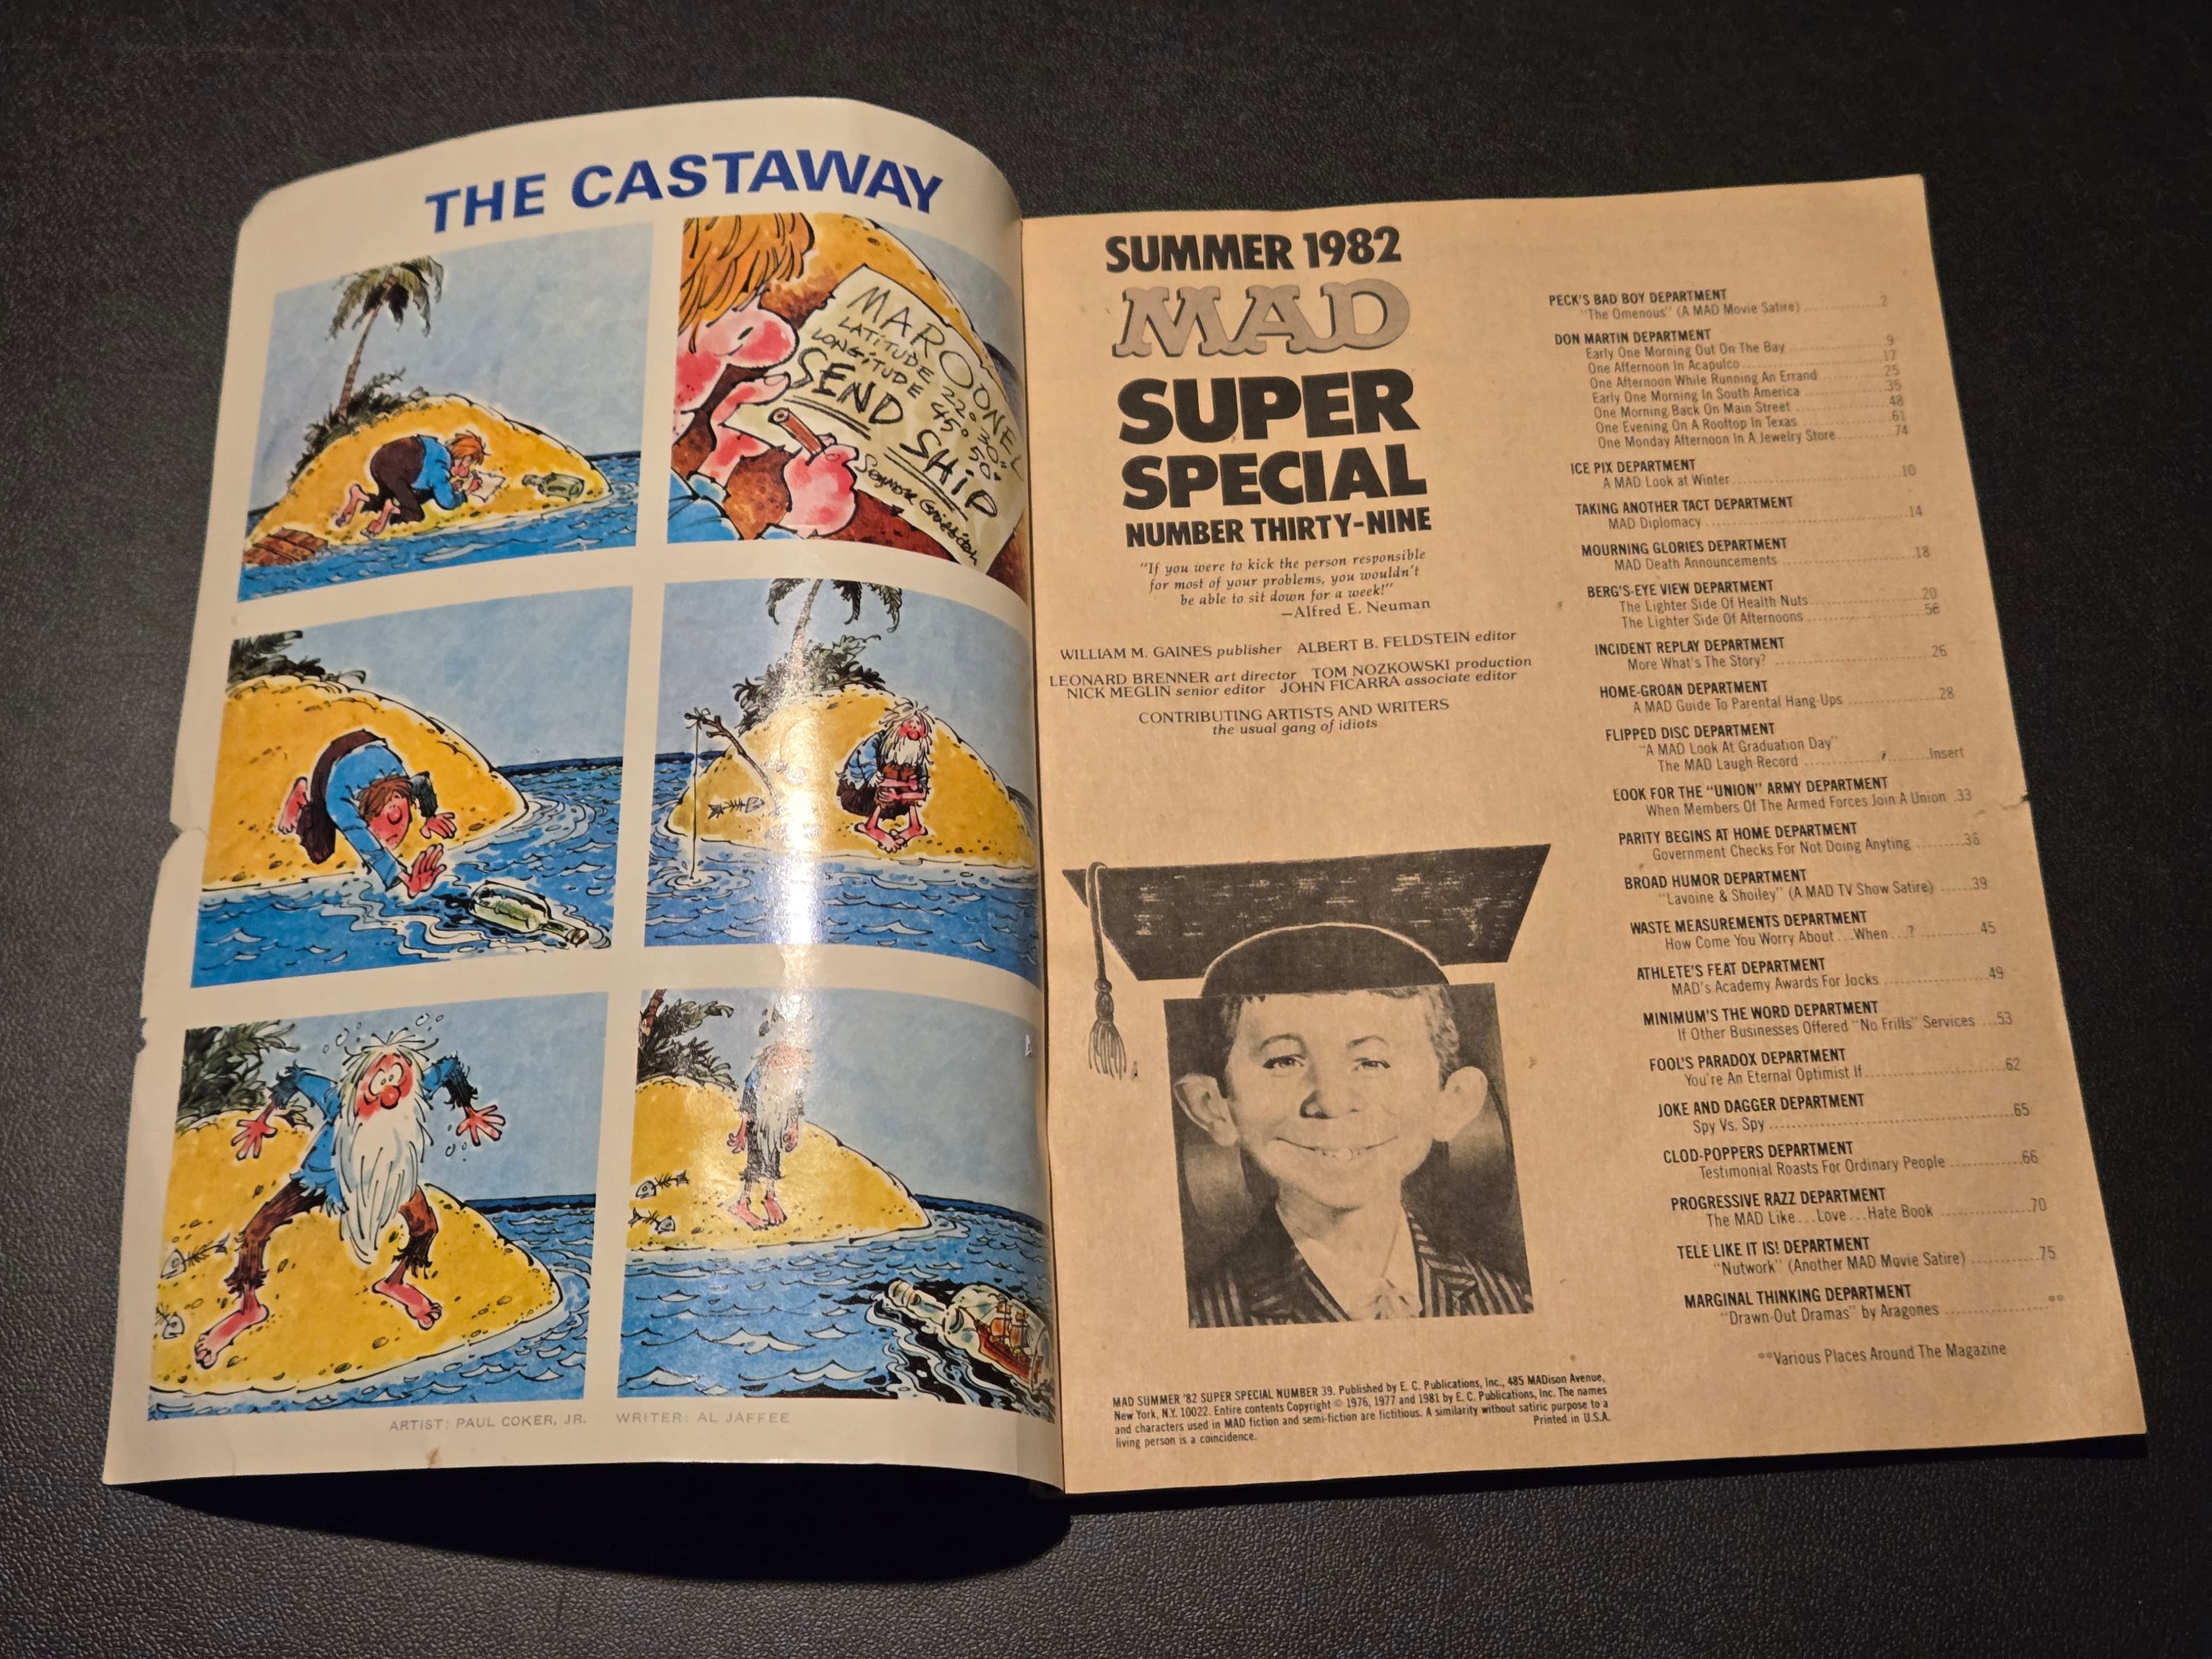 THE CASTAWAY
MAROONED
LATITUDE 22° 30"
LONGITUDE 45° 50"
SEND SHIP
ARTIST: PAUL COKER, JR. WRITER: AL JAFFEE
SUMMER 1982
MAD
SUPER
SPECIAL
NUMBER THIRTY-NINE
"If you were to kick the person responsible
for most of your problems, you wouldn't
be able to sit down for a week!"
—Alfred E. Neuman
WILLIAM M. GAINES publisher ALBERT B. FELDSTEIN editor
LEONARD BRENNER art director TOM NOZKOWSKI production
NICK MEGLIN senior editor JOHN FICARRA associate editor
CONTRIBUTING ARTISTS AND WRITERS
the usual gang of idiots
MAD SUMMER '82 SUPER SPECIAL NUMBER 39. Published by E. C. Publications, Inc., 485 MADison Avenue,
New York, N.Y. 10022. Entire contents Copyright © 1976, 1977 and 1981 by E. C. Publications, Inc. The names
and characters used in MAD fiction and semi-fiction are fictitious. A similarity without satiric purpose to a
living person is a coincidence. Printed in U.S.A.
PECK'S BAD BOY DEPARTMENT
"The Omenous" (A MAD Movie Satire) 2
DON MARTIN DEPARTMENT
Early One Morning Out On The Bay 9
One Afternoon In Acapulco 17
One Afternoon While Running An Errand 25
Early One Morning In South America 35
One Morning Back On Main Street 48
One Evening On A Rooftop In Texas 61
One Monday Afternoon In A Jewelry Store 74
ICE PIX DEPARTMENT
A MAD Look at Winter 10
TAKING ANOTHER TACT DEPARTMENT
MAD Diplomacy 14
MOURNING GLORIES DEPARTMENT
MAD Death Announcements 18
BERG'S-EYE VIEW DEPARTMENT
The Lighter Side Of Health Nuts 20
The Lighter Side Of Afternoons 56
INCIDENT REPLAY DEPARTMENT
More What's The Story? 26
HOME-GROAN DEPARTMENT
A MAD Guide To Parental Hang-Ups 28
FLIPPED DISC DEPARTMENT
"A MAD Look At Graduation Day"
The MAD Laugh Record Insert
LOOK FOR THE "UNION" ARMY DEPARTMENT
When Members Of The Armed Forces Join A Union 33
PARITY BEGINS AT HOME DEPARTMENT
Government Checks For Not Doing Anyting 36
BROAD HUMOR DEPARTMENT
"Lavoine & Shoiley" (A MAD TV Show Satire) 39
WASTE MEASUREMENTS DEPARTMENT
How Come You Worry About...When...? 45
ATHLETE'S FEAT DEPARTMENT
MAD's Academy Awards For Jocks 49
MINIMUM'S THE WORD DEPARTMENT
If Other Businesses Offered "No Frills" Services 53
FOOL'S PARADOX DEPARTMENT
You're An Eternal Optimist If 62
JOKE AND DAGGER DEPARTMENT
Spy Vs. Spy 65
CLOD-POPPERS DEPARTMENT
Testimonial Roasts For Ordinary People 66
PROGRESSIVE RAZZ DEPARTMENT
The MAD Like...Love...Hate Book 70
TELE LIKE IT IS! DEPARTMENT
"Nutwork" (Another MAD Movie Satire) 75
MARGINAL THINKING DEPARTMENT
"Drawn-Out Dramas" by Aragones **
**Various Places Around The Magazine